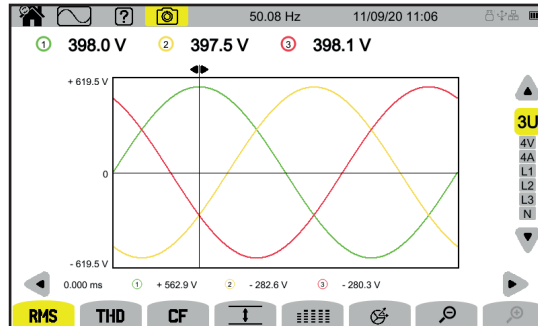 ? 50.08 Hz 11/09/20 11:06
1 398.0 V 2 397.5 V 3 398.1 V
+ 619.5 V
0
- 619.5 V
3U
4V
4A
L1
L2
L3
N
0.000 ms 1 + 562.9 V 2 - 282.6 V 3 - 280.3 V
RMS THD CF